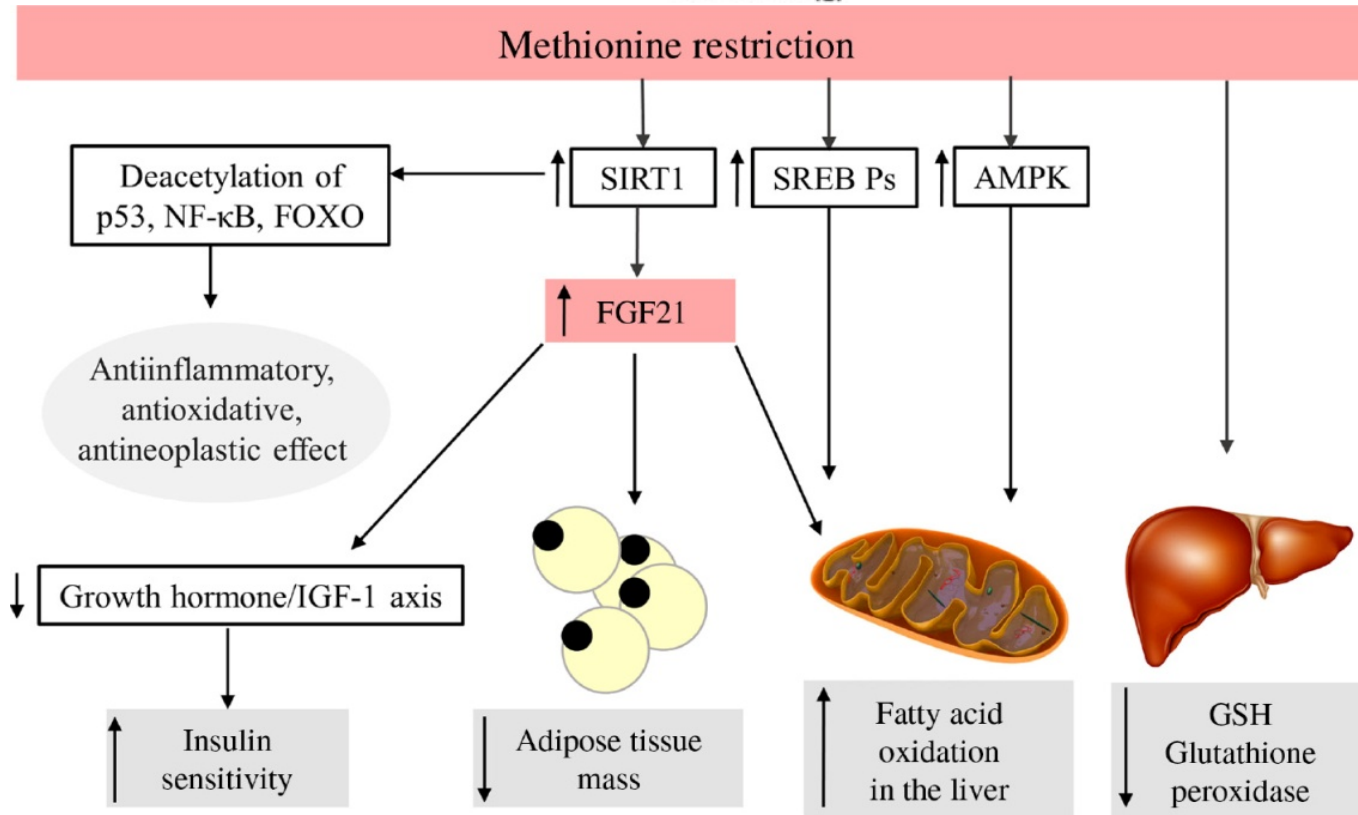 Methionine restriction
Deacetylation of
p53, NF-κB, FOXO
SIRT1
SREB Ps
AMPK
FGF21
Antiinflammatory,
antioxidative,
antineoplastic effect
Growth hormone/IGF-1 axis
Insulin
sensitivity
Adipose tissue
mass
Fatty acid
oxidation
in the liver
GSH
Glutathione
peroxidase